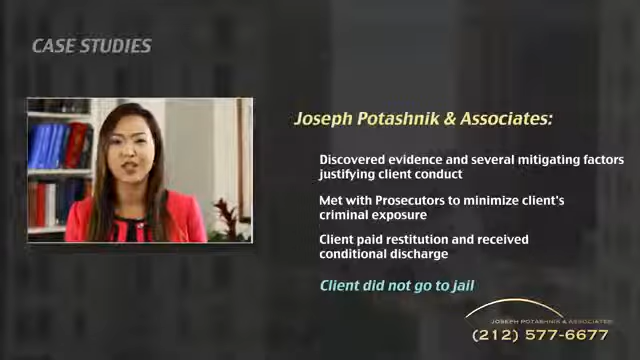 CASE STUDIES
Joseph Potashnik & Associates:
Discovered evidence and several mitigating factors
justifying client conduct
Met with Prosecutors to minimize client's
criminal exposure
Client paid restitution and received
conditional discharge
Client did not go to jail
JOSEPH POTASHNIK & ASSOCIATES
(212) 577-6677